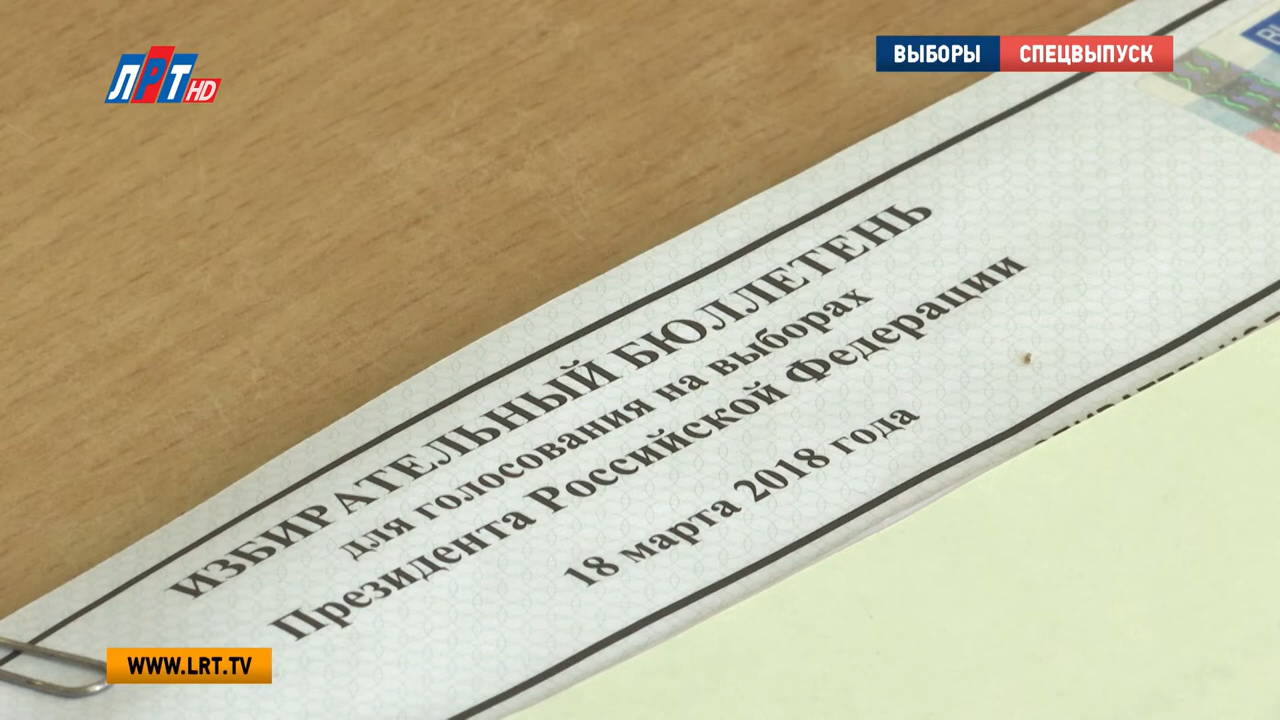 ЛРТ HD
ВЫБОРЫ СПЕЦВЫПУСК
ИЗБИРАТЕЛЬНЫЙ БЮЛЛЕТЕНЬ
для голосования на выборах
Президента Российской Федерации
18 марта 2018 года
WWW.LRT.TV